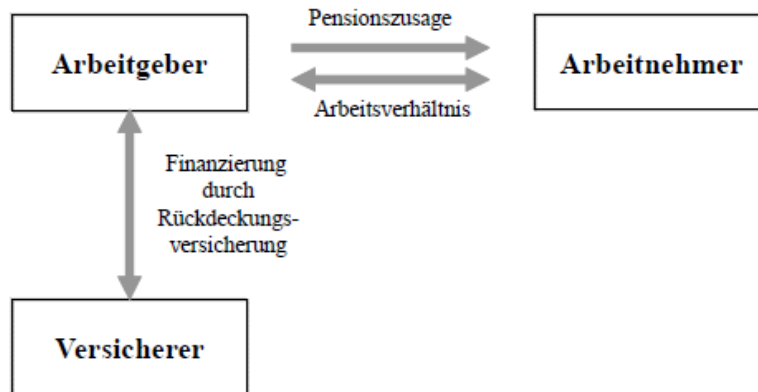 Pensionszusage
Arbeitgeber
Arbeitnehmer
Arbeitsverhältnis
Finanzierung
durch
Rückdeckungs-
versicherung
Versicherer